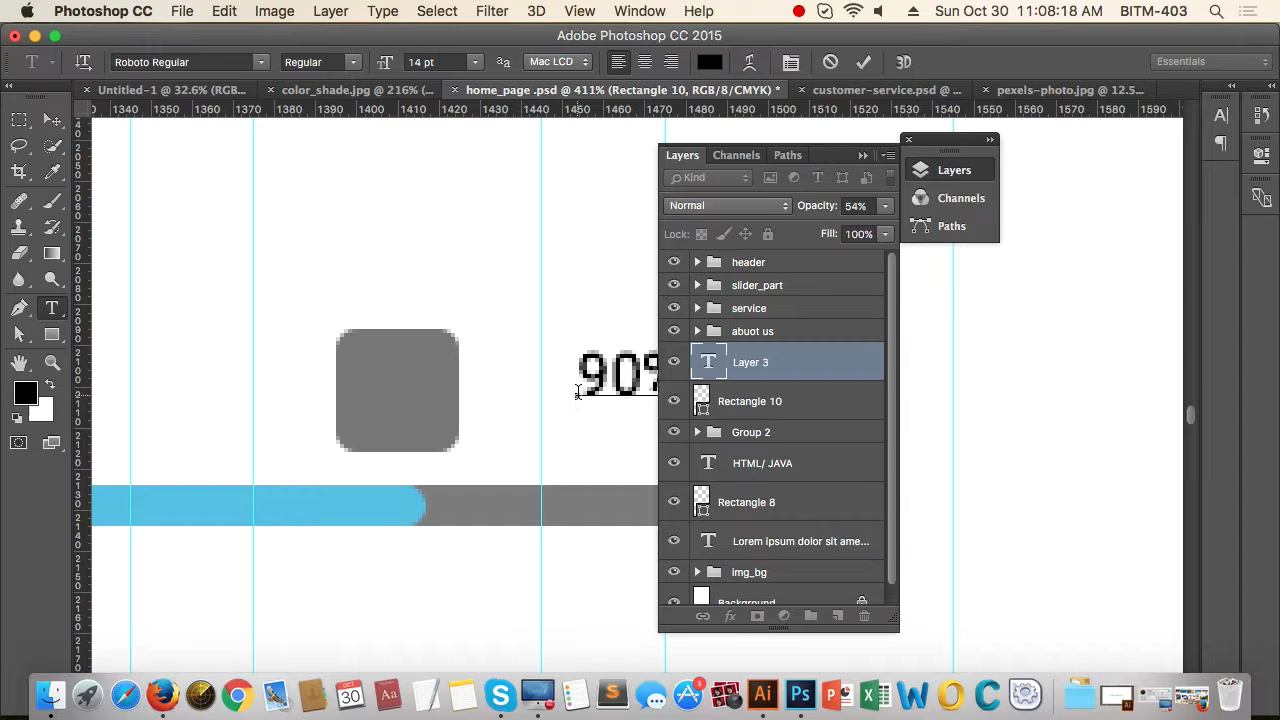 Photoshop CC File Edit Image Layer Type Select Filter 3D View Window Help Sun Oct 30 11:08:18 AM BITM-403
Adobe Photoshop CC 2015
T Roboto Regular Regular 14 pt Mac LCD 3D Essentials
Untitled-1 @ 32.6% (RGB... color_shade.jpg @ 216% (... home_page .psd @ 411% (Rectangle 10, RGB/8/CMYK) * customer-service.psd @ ... pexels-photo.jpg @ 12.5...
1340 1350 1360 1370 1380 1390 1400 1410 1420 1430 1440 1450 1460 1470 1480 1490 1500 1510 1520 1530 1540 1550 1560 1570 1580 1590
Layers Channels Paths
Kind
Normal Opacity: 54%
Lock: Fill: 100%
header
slider_part
service
abuot us
Layer 3
Rectangle 10
Group 2
HTML/ JAVA
Rectangle 8
Lorem ipsum dolor sit ame...
img_bg
Background
Layers
Channels
Paths
90%